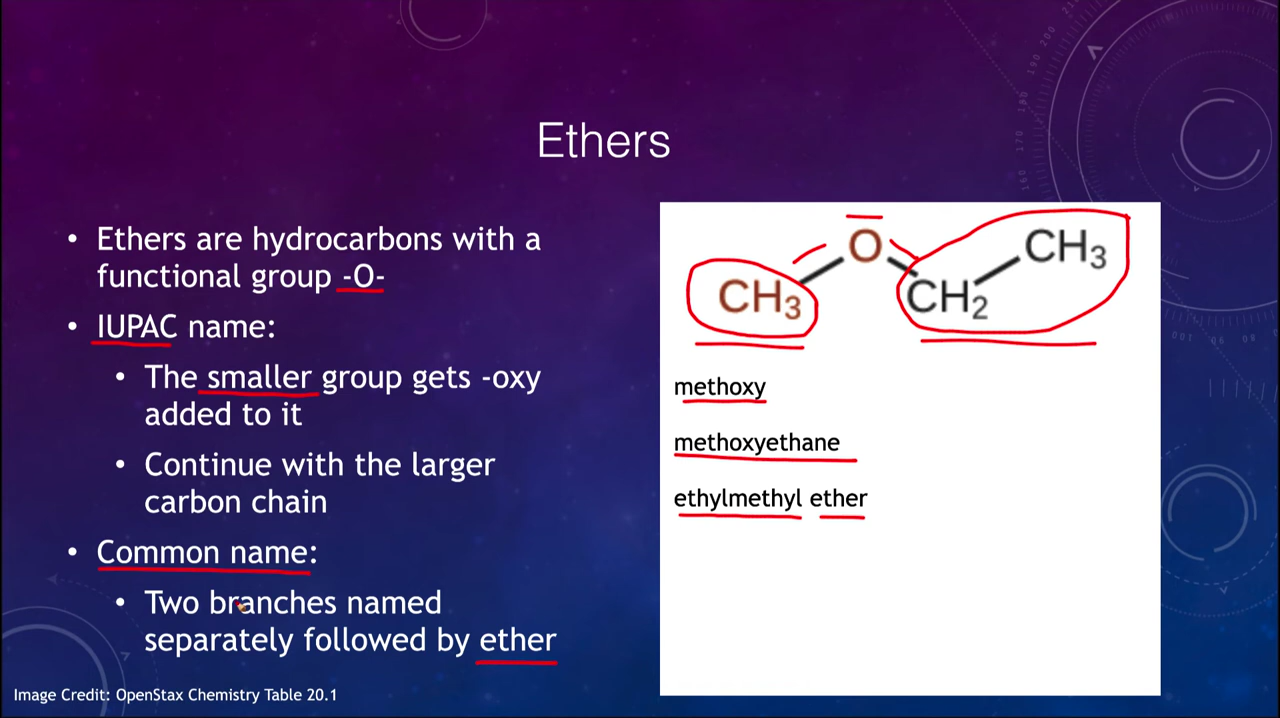 Ethers
• Ethers are hydrocarbons with a
functional group -O-
• IUPAC name:
• The smaller group gets -oxy
added to it
• Continue with the larger
carbon chain
• Common name:
• Two branches named
separately followed by ether
Image Credit: OpenStax Chemistry Table 20.1
O CH₃
CH₃ CH₂
methoxy
methoxyethane
ethylmethyl ether